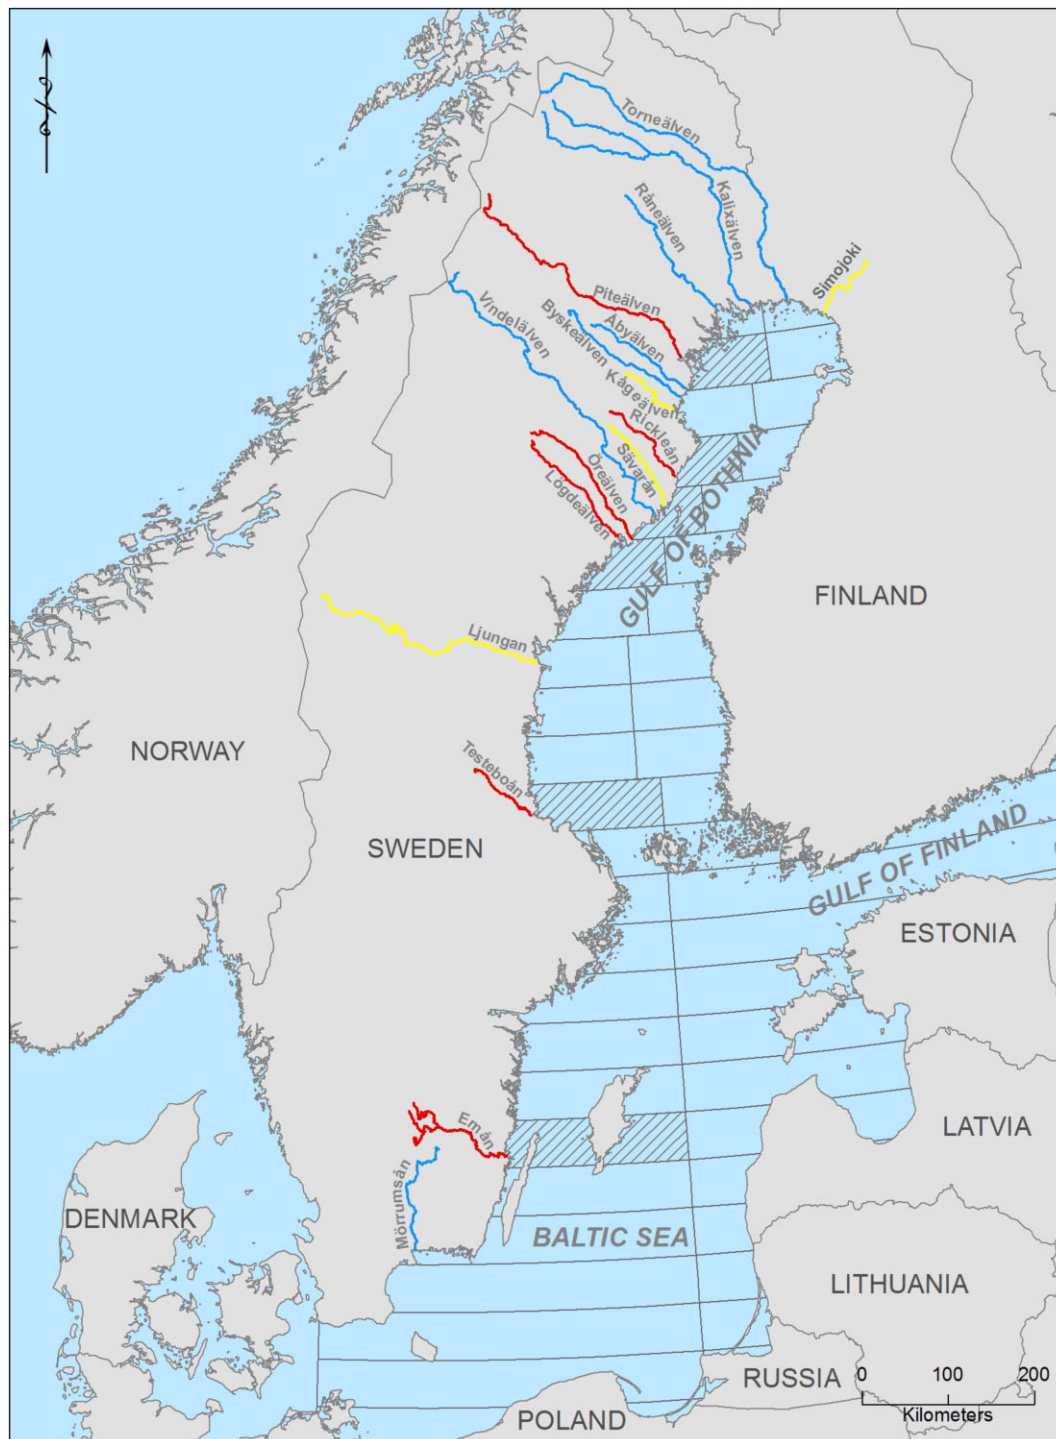 Torneälven
Kalixälven
Råneälven
Simojoki
Piteälven
Vindelälven
Åbyälven
Byskeälven
Kågeälven
Rickleån
Sävarån
Öreälven
Lögdeälven
GULF OF BOTHNIA
FINLAND
Ljungan
NORWAY
Testeboån
SWEDEN
GULF OF FINLAND
ESTONIA
Emån
LATVIA
Mörrumsån
DENMARK
BALTIC SEA
LITHUANIA
RUSSIA
0 100 200
Kilometers
POLAND